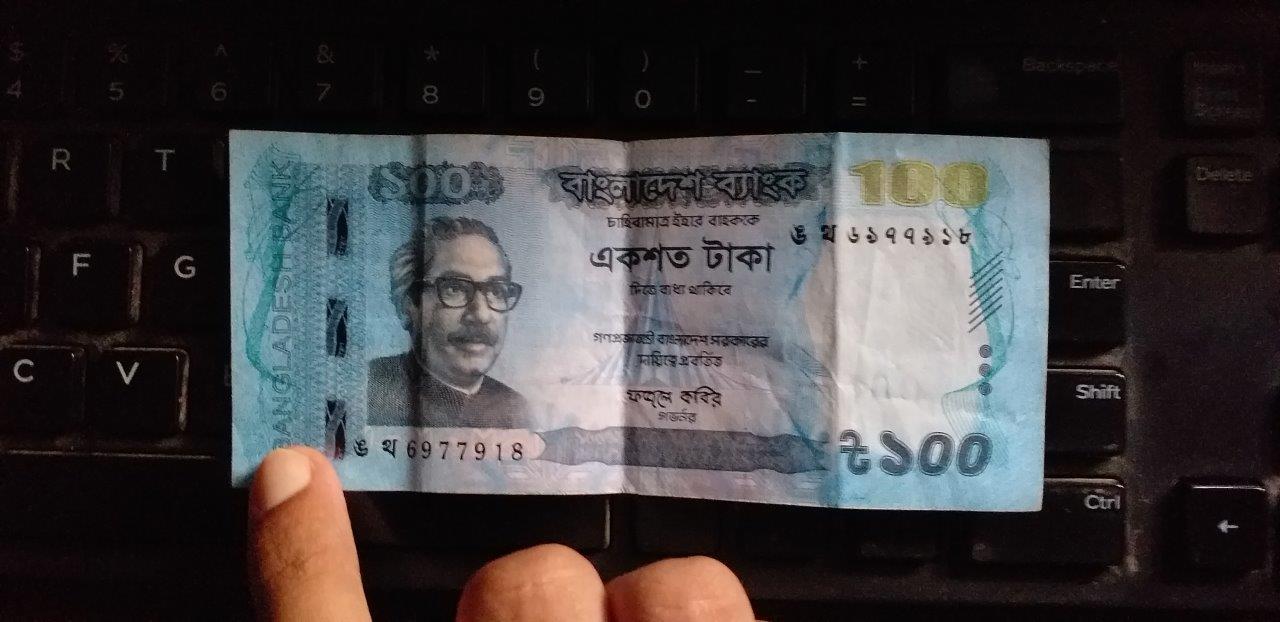 $ % ^ & * ( ) _ +
4 5 6 7 8 9 0 - = Backspace
R T
Delete
F G
Enter
C V
Shift
Ctrl
←
BANGLADESH BANK
১০০
বাংলাদেশ ব্যাংক
100
চাহিবামাত্র ইহার বাহককে
ঙ থ ৬৯৭৭৯১৮
একশত টাকা
দিতে বাধ্য থাকিবে
গণপ্রজাতন্ত্রী বাংলাদেশ সরকারের
দায়িত্বে প্রবর্তিত
ফজলে কবির
গভর্নর
ঙ থ 6977918
৳১০০